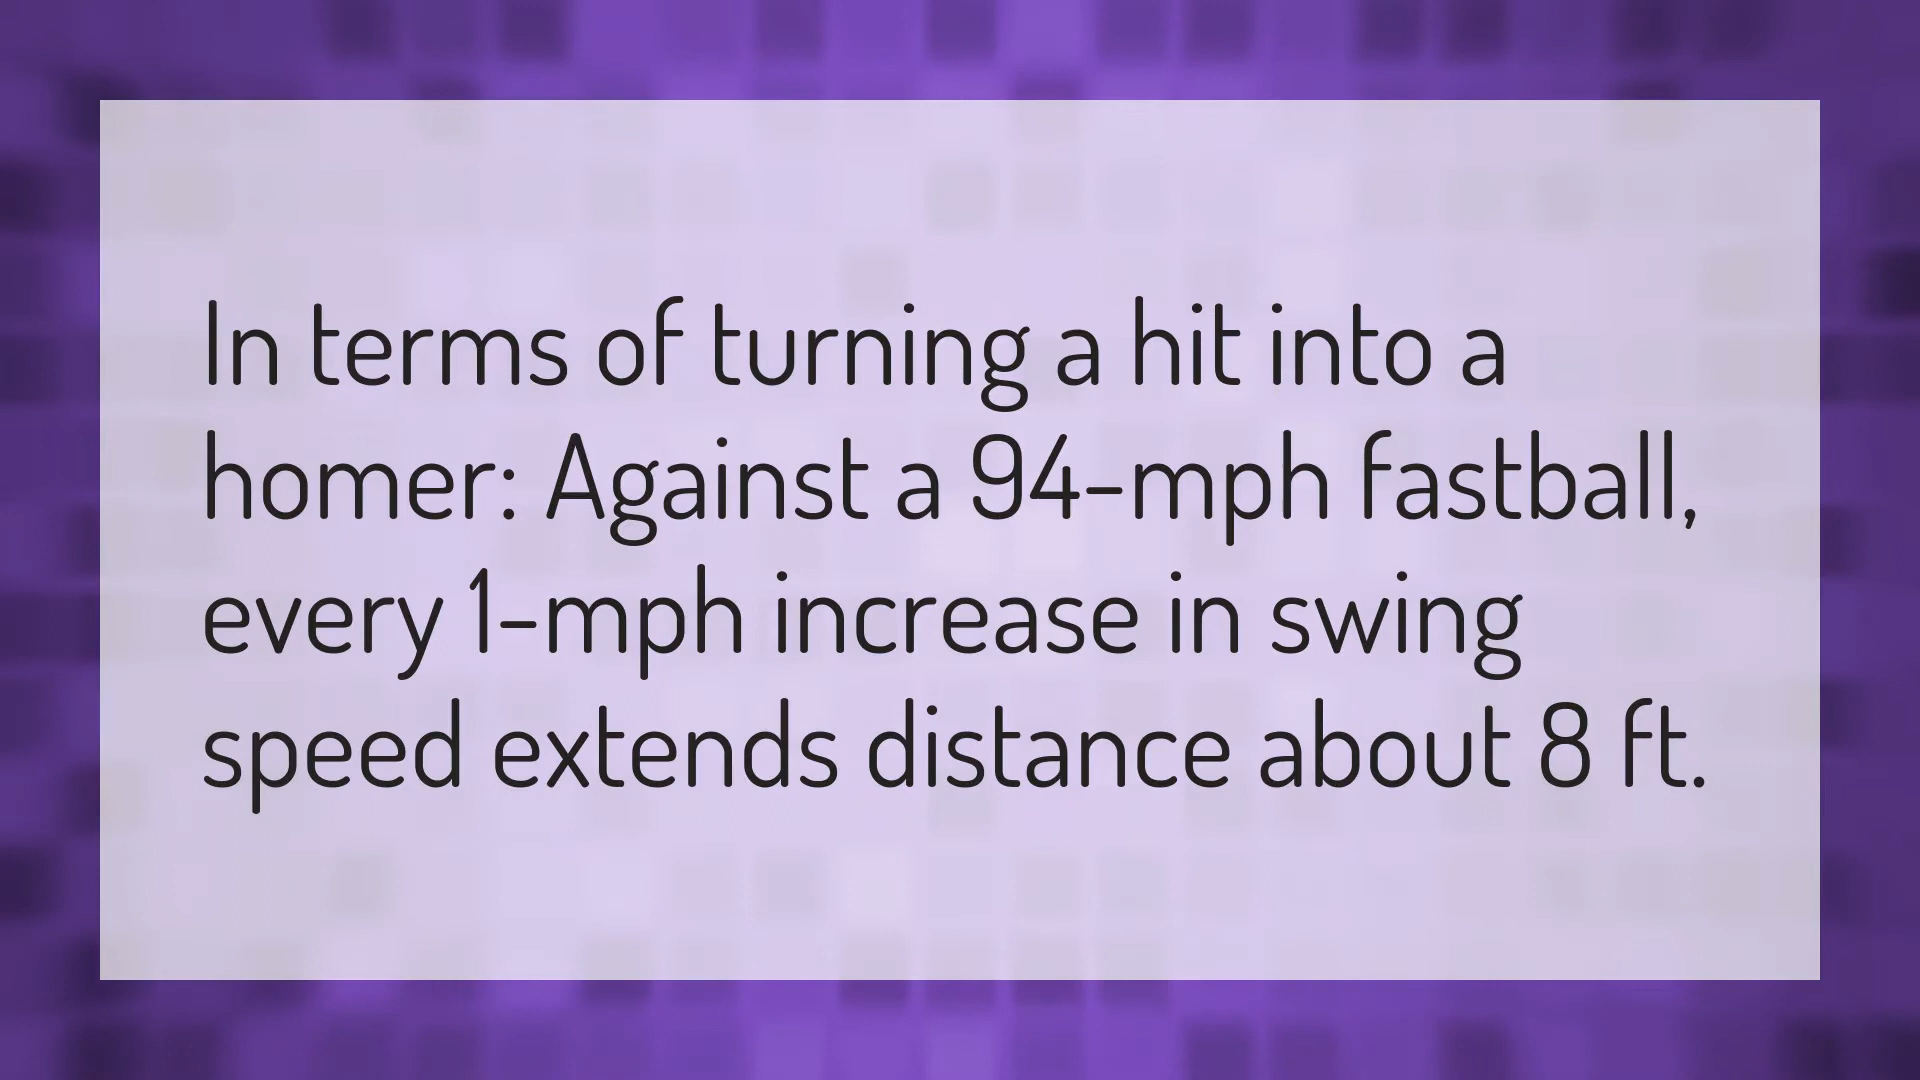 In terms of turning a hit into a
homer: Against a 94-mph fastball,
every 1-mph increase in swing
speed extends distance about 8 ft.